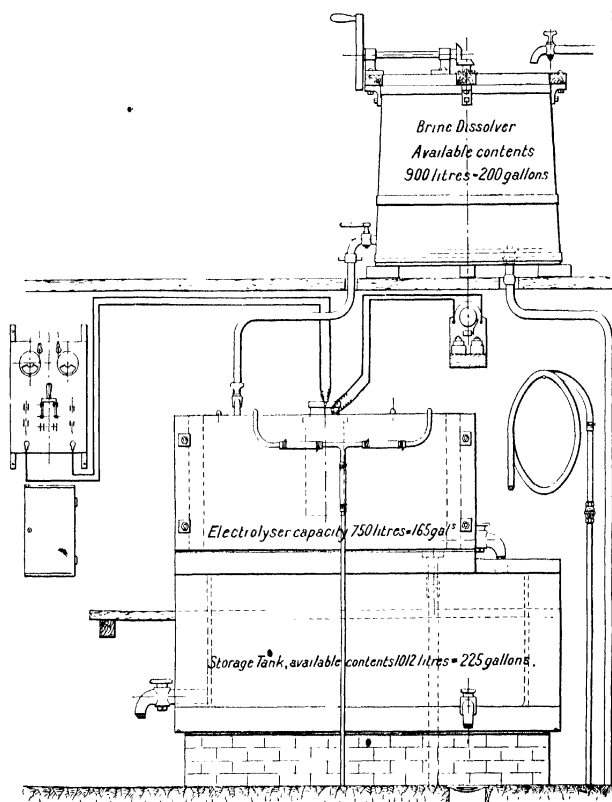 Brine Dissolver
Available contents
900 litres=200 gallons
Electrolyser capacity 750 litres=165 galˢ
Storage Tank, available contents 1012 litres=225 gallons.